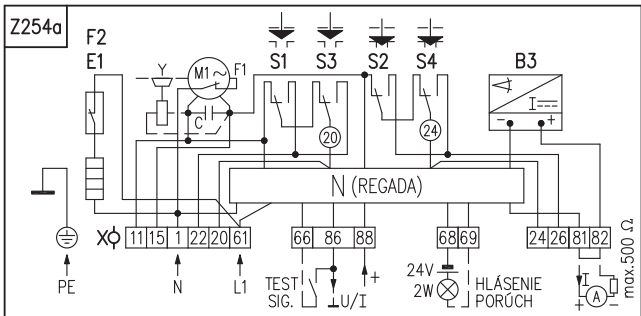 Z254a
F2
E1
Y
M1 ~
F1
C
S1
S3
S2
S4
B3
I
- +
20
24
N (REGADA)
X
11 15 1 22 20 61
66 86 88
68 69
24 26 81 82
PE
N
L1
TEST
SIG.
U/I
+
24V
2W
HLÁSENIE
PORÚCH
I
A
+ -
max.500 Ω